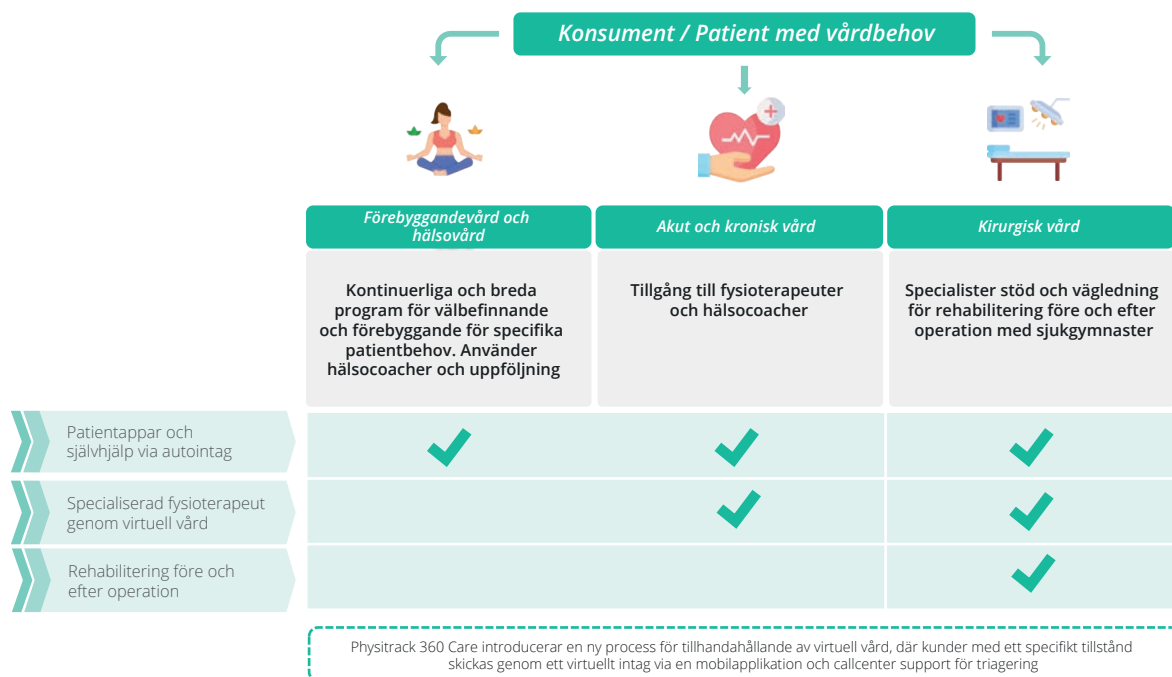 Konsument / Patient med vårdbehov
Förebyggandevård och
hälsovård
Akut och kronisk vård
Kirurgisk vård
Kontinuerliga och breda
program för välbefinnande
och förebyggande för specifika
patientbehov. Använder
hälsocoacher och uppföljning
Tillgång till fysioterapeuter
och hälsocoacher
Specialister stöd och vägledning
för rehabilitering före och efter
operation med sjukgymnaster
Patientappar och
självhjälp via autointag
Specialiserad fysioterapeut
genom virtuell vård
Rehabilitering före och
efter operation
Physitrack 360 Care introducerar en ny process för tillhandahållande av virtuell vård, där kunder med ett specifikt tillstånd
skickas genom ett virtuellt intag via en mobilapplikation och callcenter support för triagering